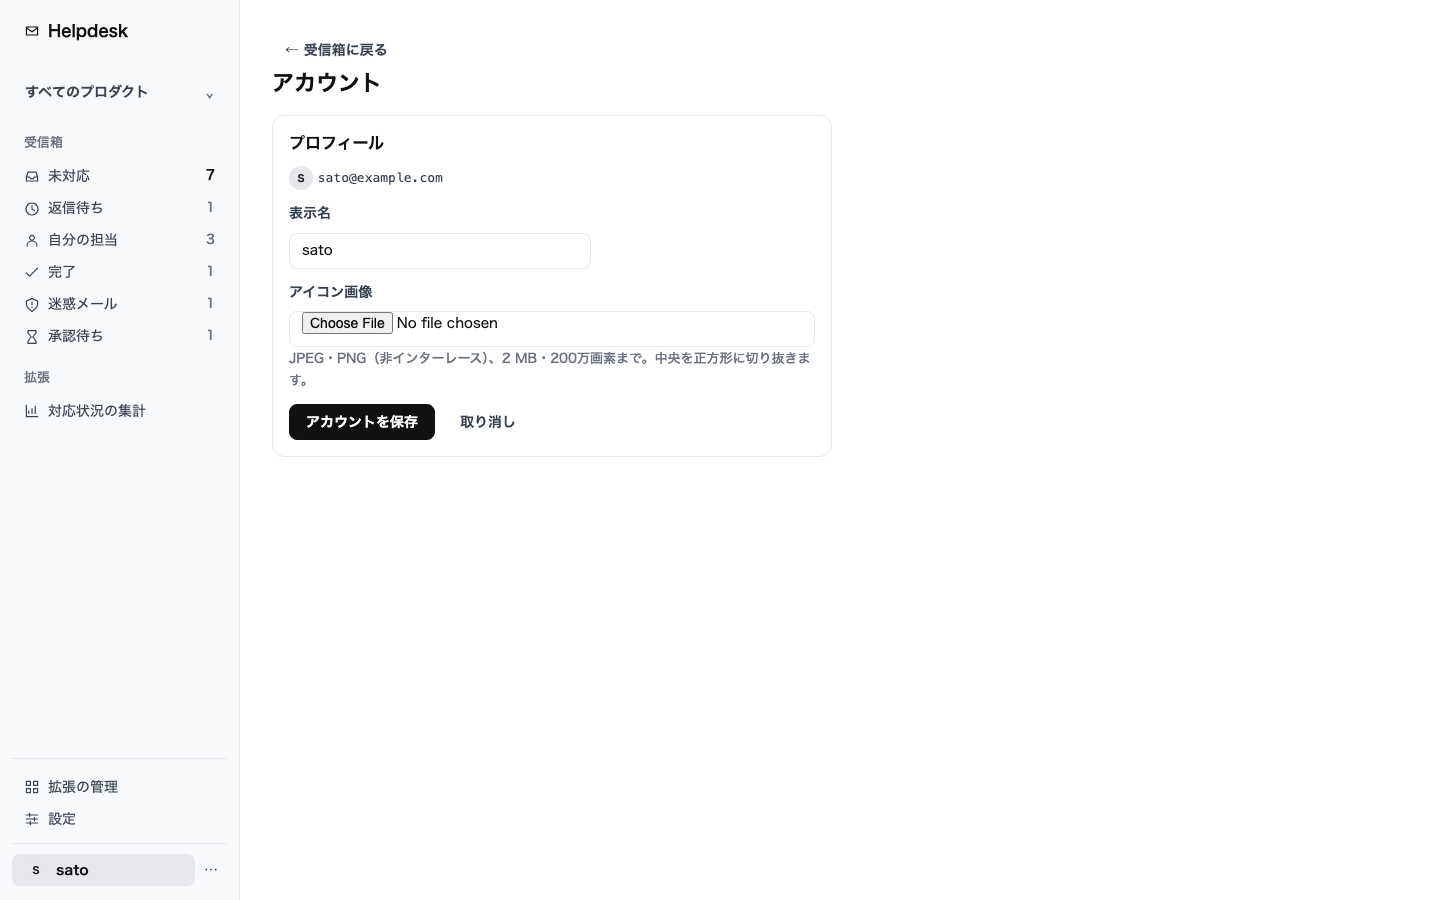 Helpdesk
すべてのプロダクト
受信箱
未対応 7
返信待ち 1
自分の担当 3
完了 1
迷惑メール 1
承認待ち 1
拡張
対応状況の集計
拡張の管理
設定
S sato
← 受信箱に戻る
アカウント
プロフィール
S sato@example.com
表示名
sato
アイコン画像
Choose File No file chosen
JPEG・PNG（非インターレース）、2 MB・200万画素まで。中央を正方形に切り抜きま
す。
アカウントを保存 取り消し